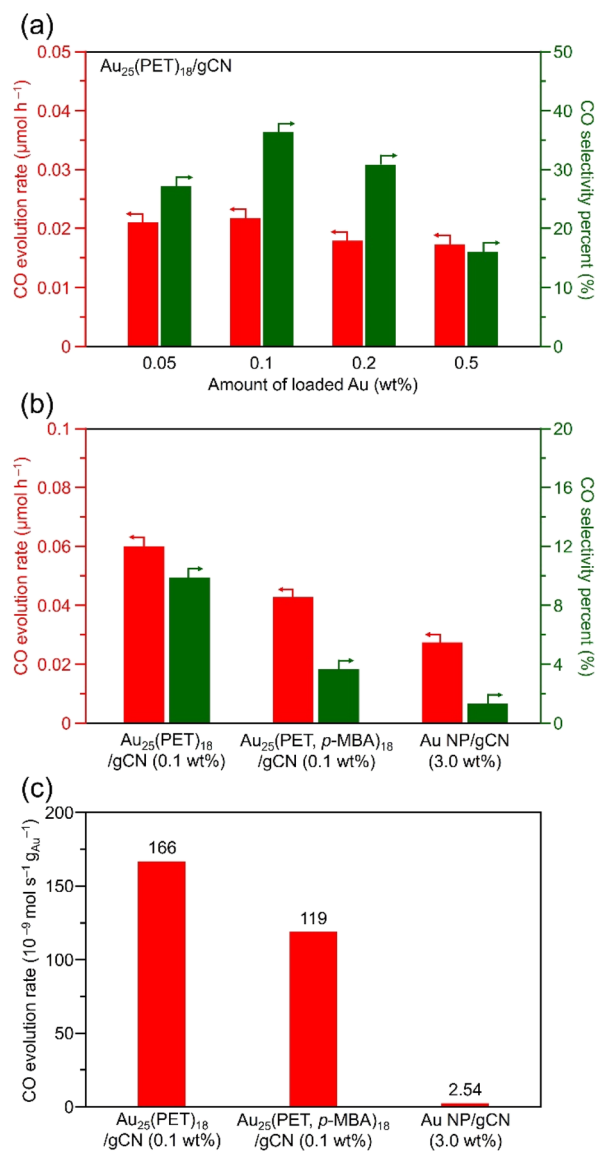 (a)
Au₂₅(PET)₁₈/gCN
CO evolution rate (μmol h⁻¹)
0.05
0.04
0.03
0.02
0.01
0
CO selectivity percent (%)
50
40
30
20
10
0
0.05 0.1 0.2 0.5
Amount of loaded Au (wt%)
(b)
CO evolution rate (μmol h⁻¹)
0.1
0.08
0.06
0.04
0.02
0
CO selectivity percent (%)
20
16
12
8
4
0
Au₂₅(PET)₁₈ Au₂₅(PET, p-MBA)₁₈ Au NP/gCN
/gCN (0.1 wt%) /gCN (0.1 wt%) (3.0 wt%)
(c)
CO evolution rate (10⁻⁹ mol s⁻¹ g_Au⁻¹)
200
150
100
50
0
166
119
2.54
Au₂₅(PET)₁₈ Au₂₅(PET, p-MBA)₁₈ Au NP/gCN
/gCN (0.1 wt%) /gCN (0.1 wt%) (3.0 wt%)